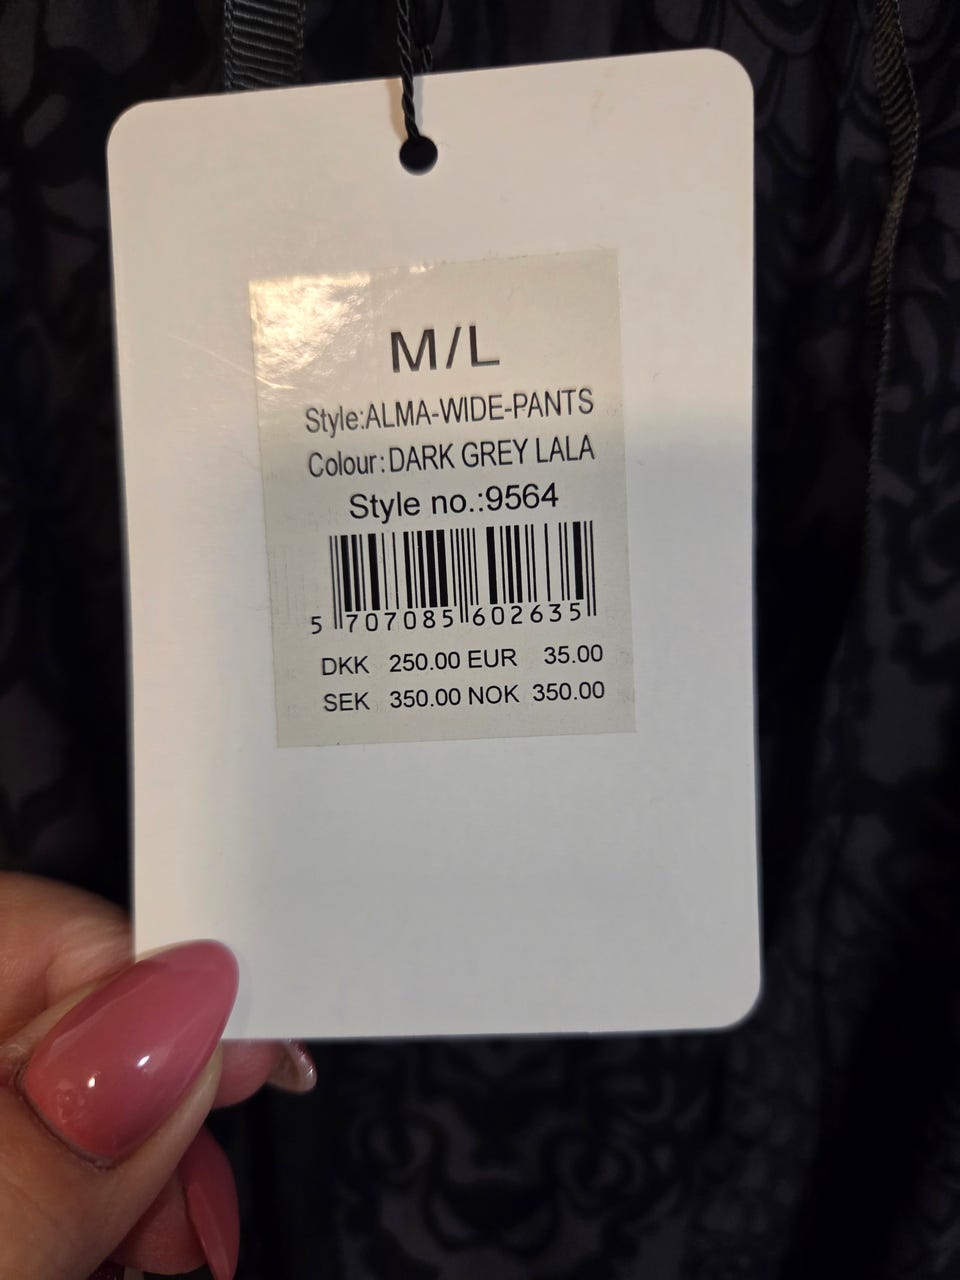 M/L
Style:ALMA-WIDE-PANTS
Colour:DARK GREY LALA
Style no.:9564
5 707085 602635
DKK 250.00 EUR 35.00
SEK 350.00 NOK 350.00